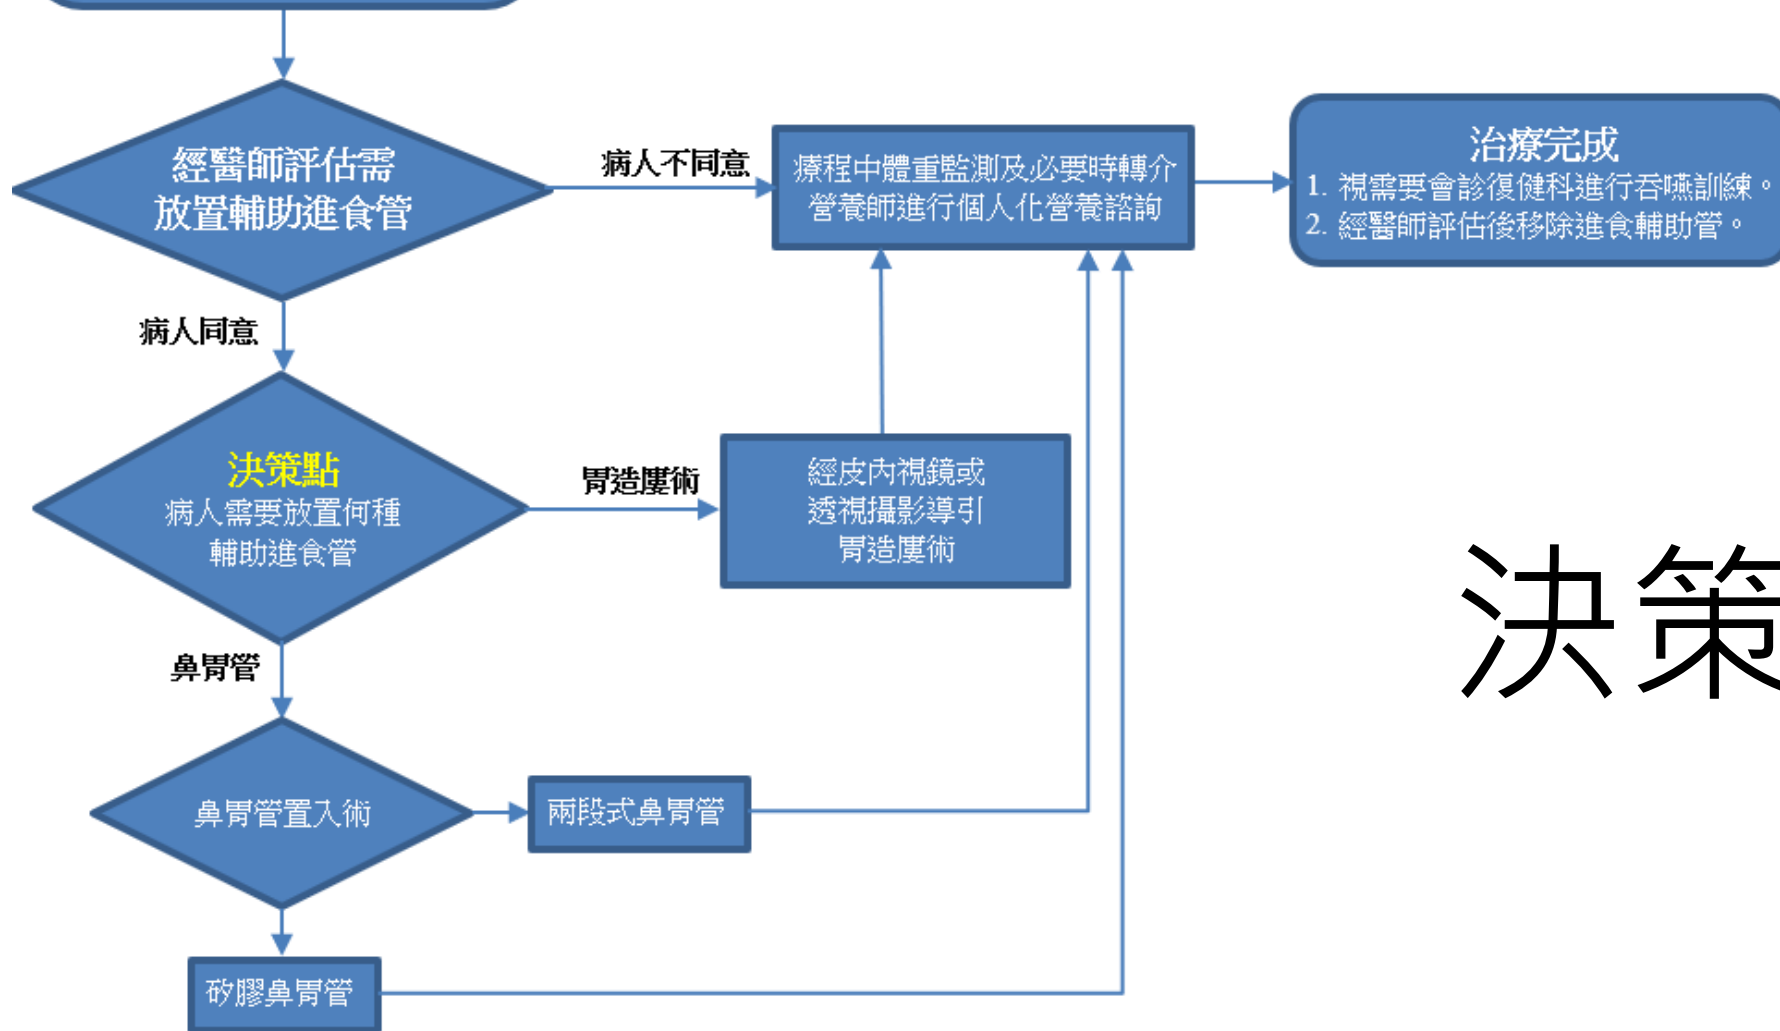 經醫師評估需
放置輔助進食管
病人不同意
療程中體重監測及必要時轉介
營養師進行個人化營養諮詢
治療完成
1. 視需要會診復健科進行吞嚥訓練。
2. 經醫師評估後移除進食輔助管。
病人同意
決策點
病人需要放置何種
輔助進食管
胃造廔術
經皮內視鏡或
透視攝影導引
胃造廔術
決策
鼻胃管
鼻胃管置入術
兩段式鼻胃管
矽膠鼻胃管